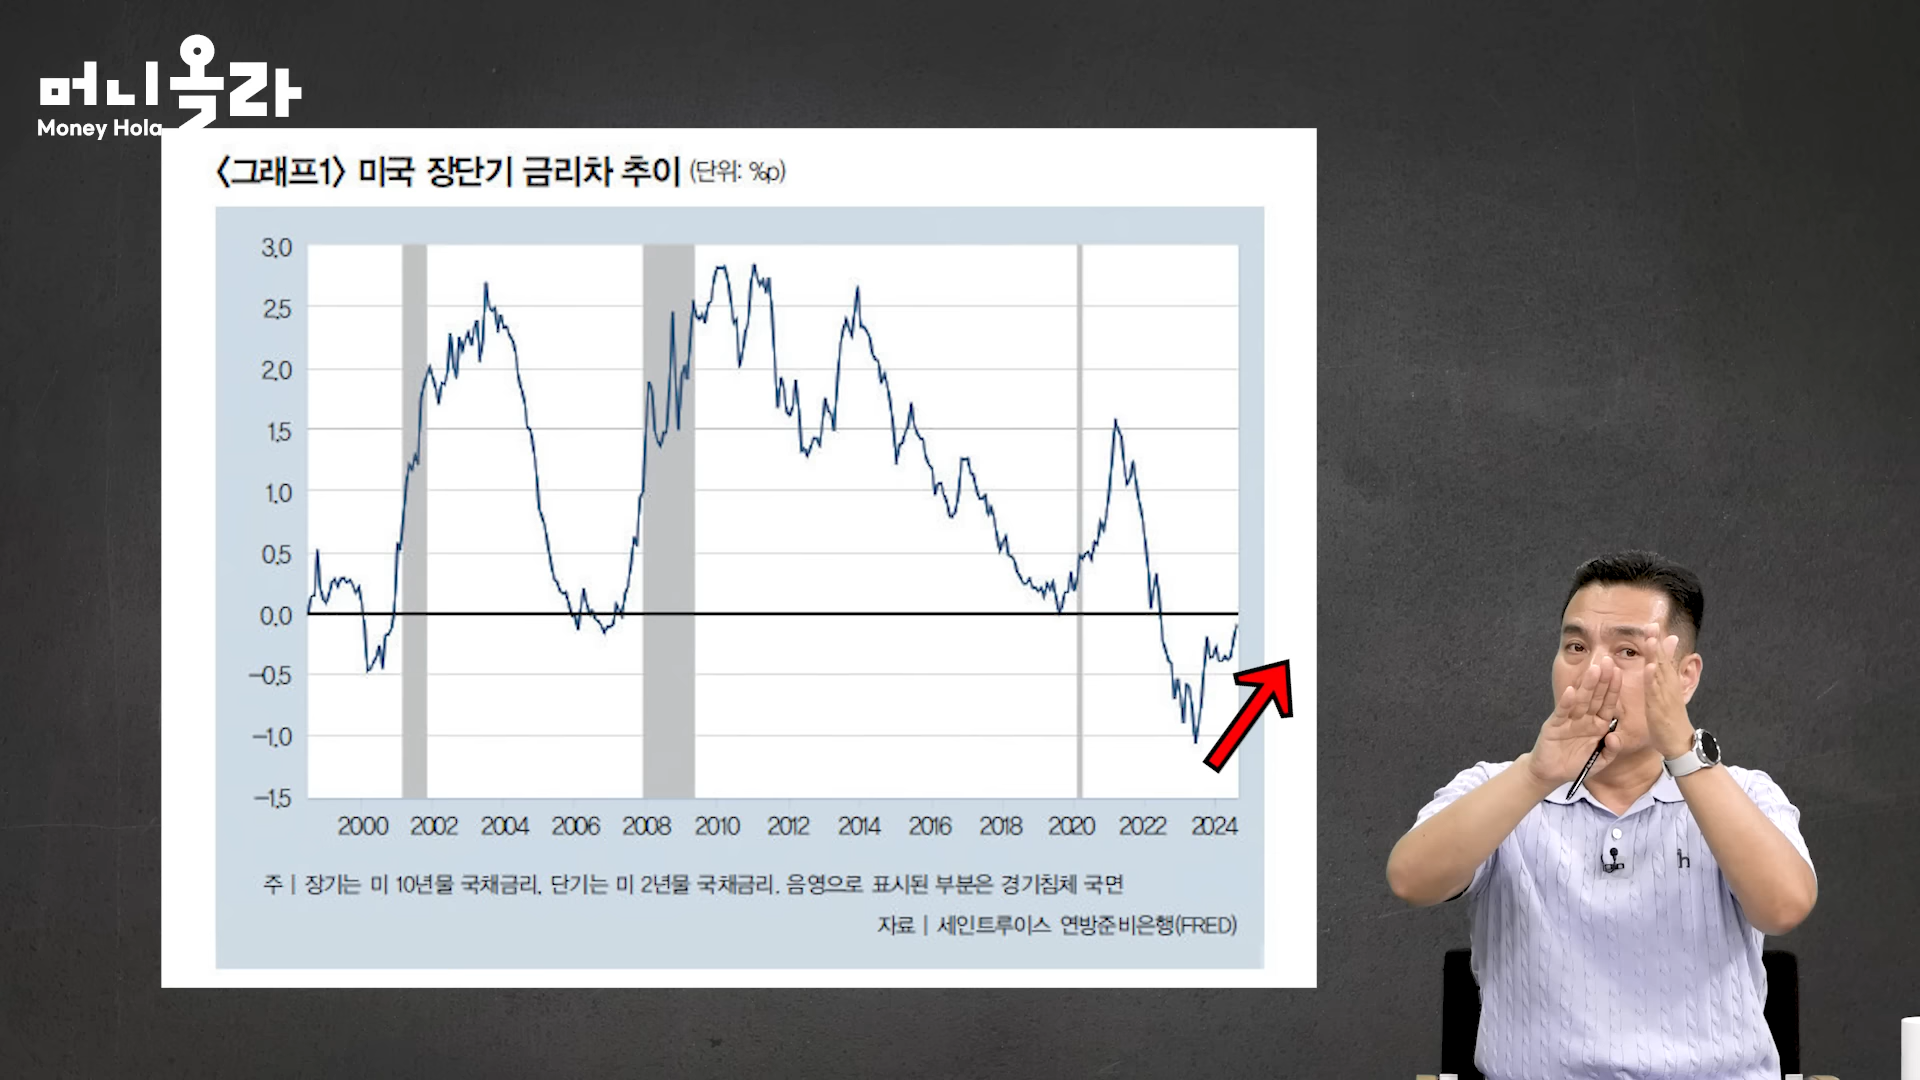 머니올라
Money Hola
〈그래프1〉 미국 장단기 금리차 추이 (단위: %p)
3.0
2.5
2.0
1.5
1.0
0.5
0.0
−0.5
−1.0
−1.5
2000 2002 2004 2006 2008 2010 2012 2014 2016 2018 2020 2022 2024
주 | 장기는 미 10년물 국채금리, 단기는 미 2년물 국채금리. 음영으로 표시된 부분은 경기침체 국면
자료 | 세인트루이스 연방준비은행(FRED)
h